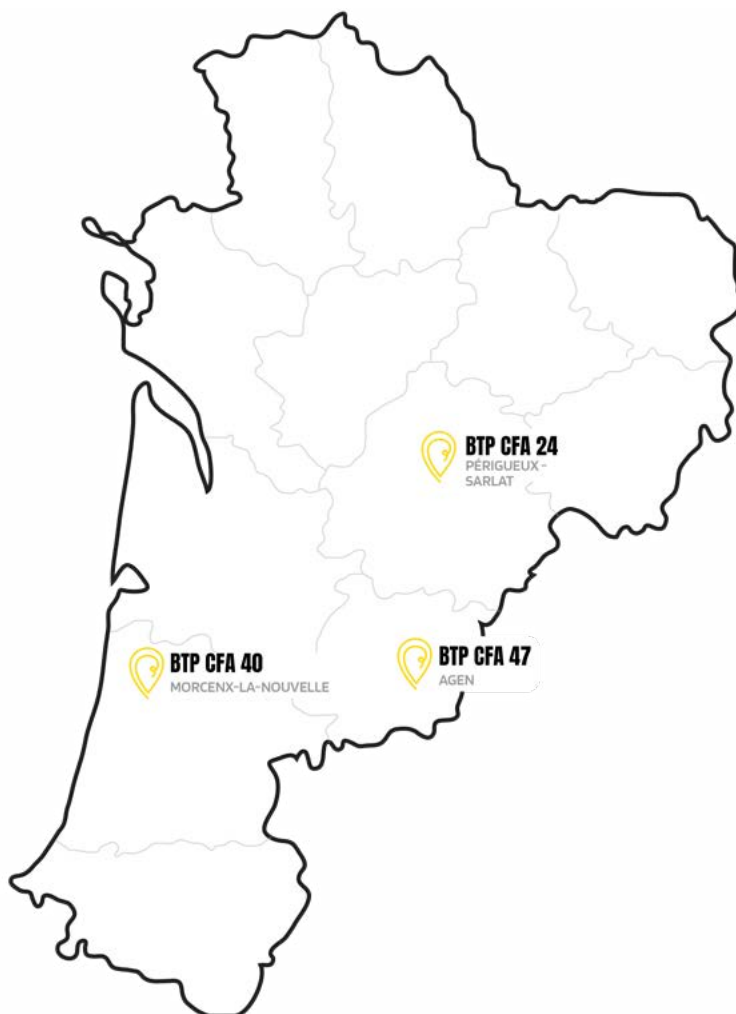 BTP CFA 24
PÉRIGUEUX-
SARLAT
BTP CFA 47
AGEN
BTP CFA 40
MORCENX-LA-NOUVELLE